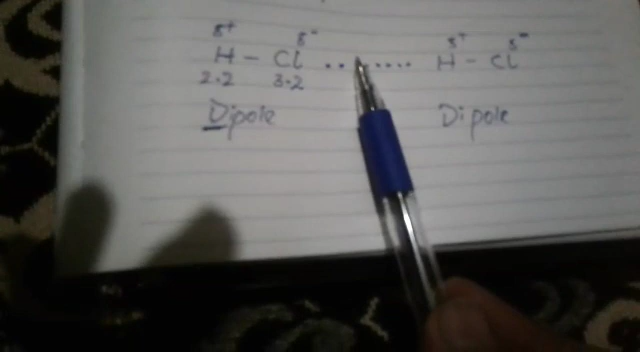 δ+ δ- δ+ δ-
H - Cl ........ H - Cl
2.2 3.2
Dipole Dipole